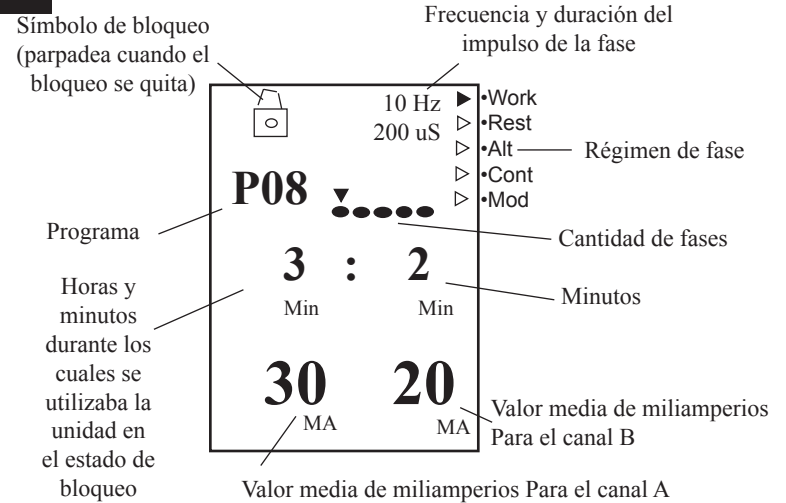 Símbolo de bloqueo
(parpadea cuando el
bloqueo se quita)
Frecuencia y duración del
impulso de la fase
10 Hz
200 uS
•Work
•Rest
•Alt
•Cont
•Mod
Régimen de fase
P08
Programa
Cantidad de fases
3 : 2
Min Min
Minutos
Horas y
minutos
durante los
cuales se
utilizaba la
unidad en
el estado de
bloqueo
30 20
MA MA
Valor media de miliamperios
Para el canal B
Valor media de miliamperios Para el canal A